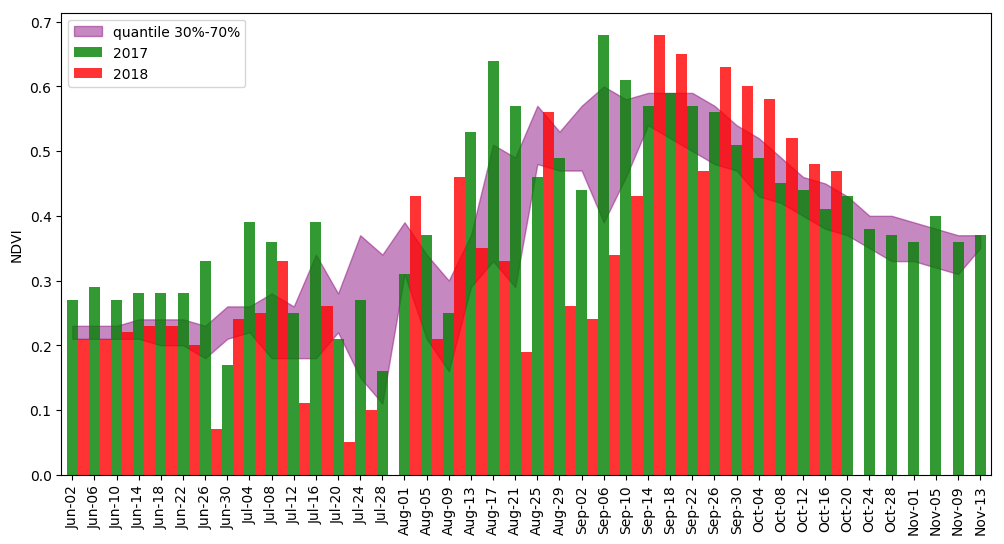 0.7
0.6
0.5
0.4
0.3
0.2
0.1
0.0
NDVI
quantile 30%-70%
2017
2018
Jun-02
Jun-06
Jun-10
Jun-14
Jun-18
Jun-22
Jun-26
Jun-30
Jul-04
Jul-08
Jul-12
Jul-16
Jul-20
Jul-24
Jul-28
Aug-01
Aug-05
Aug-09
Aug-13
Aug-17
Aug-21
Aug-25
Aug-29
Sep-02
Sep-06
Sep-10
Sep-14
Sep-18
Sep-22
Sep-26
Sep-30
Oct-04
Oct-08
Oct-12
Oct-16
Oct-20
Oct-24
Oct-28
Nov-01
Nov-05
Nov-09
Nov-13